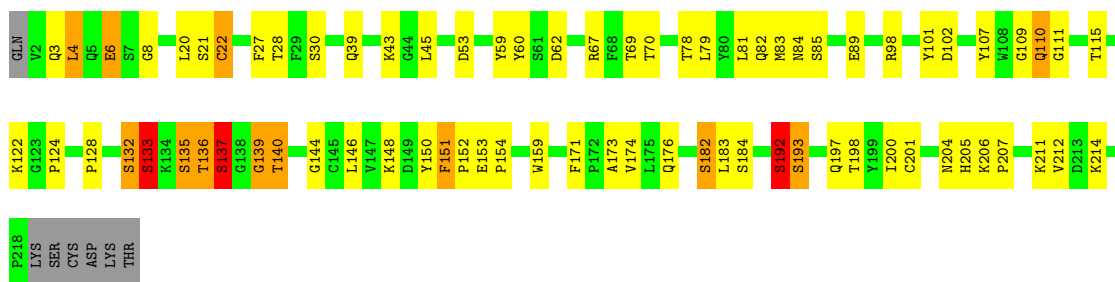 GLN V2 Q3 L4 Q5 E6 S7 G8 L20 S21 C22 F27 T28 F29 S30 Q39 K43 G44 L45 D53 Y59 Y60 S61 D62 R67 F68 T69 T70 T78 L79 Y80 L81 Q82 M83 N84 S85 E89 R98 Y101 D102 Y107 W108 G109 Q110 G111 T115
K122 G123 P124 P128 S132 S133 K134 S135 T136 S137 G138 G139 T140 G144 C145 L146 V147 K148 D149 Y150 F151 P152 E153 P154 W159 F171 P172 A173 V174 L175 Q176 S182 L183 S184 S192 S193 Q197 T198 Y199 I200 C201 N204 H205 K206 P207 K211 V212 D213 K214
P218 LYS SER CYS ASP LYS THR